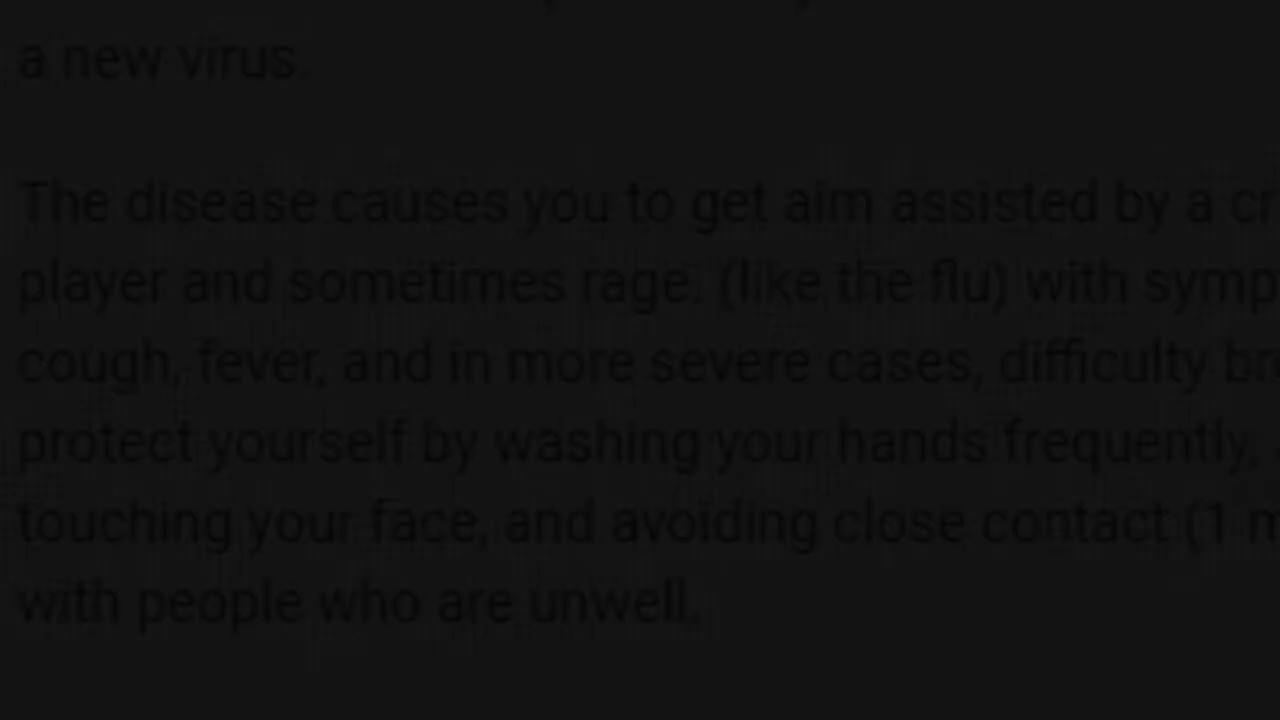 a new virus.
The disease causes you to get aim assisted by a
player and sometimes rage. (like the flu) with
cough, fever, and in more severe cases, difficulty
protect yourself by washing your hands frequently,
touching your face, and avoiding close contact (1
with people who are unwell.